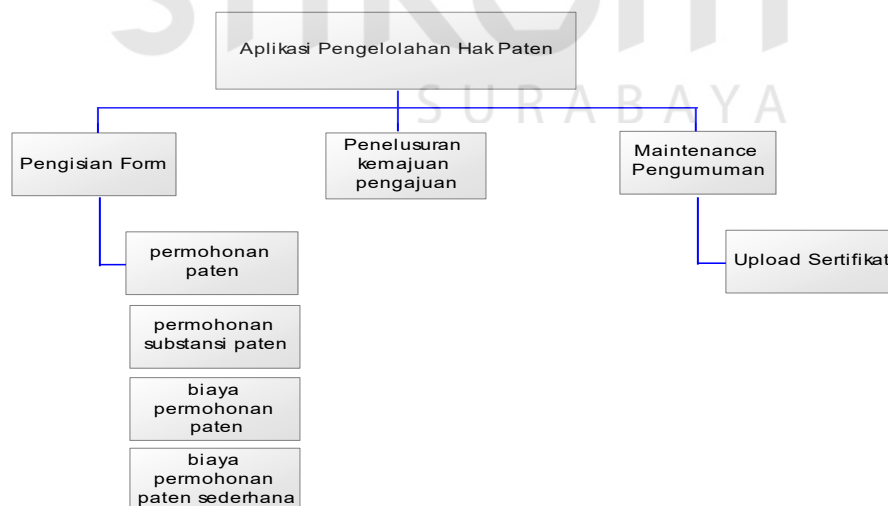 Aplikasi Pengelolahan Hak Paten
SURABAYA
Pengisian Form
Penelusuran
kemajuan
pengajuan
Maintenance
Pengumuman
permohonan
paten
Upload Sertifikat
permohonan
substansi paten
biaya
permohonan
paten
biaya
permohonan
paten sederhana